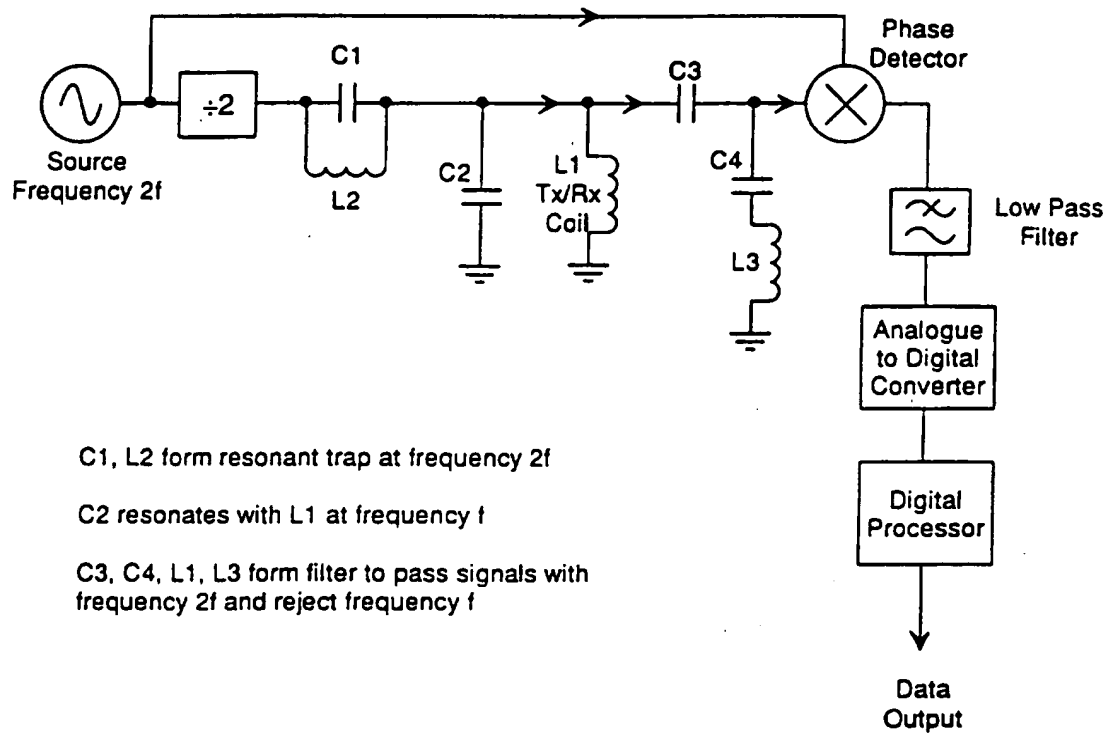 Phase
Detector
C1
C3
÷2
Source
Frequency 2f
L2
C2
L1
Tx/Rx
Coil
C4
L3
Low Pass
Filter
Analogue
to Digital
Converter
C1, L2 form resonant trap at frequency 2f
C2 resonates with L1 at frequency f
C3, C4, L1, L3 form filter to pass signals with
frequency 2f and reject frequency f
Digital
Processor
Data
Output